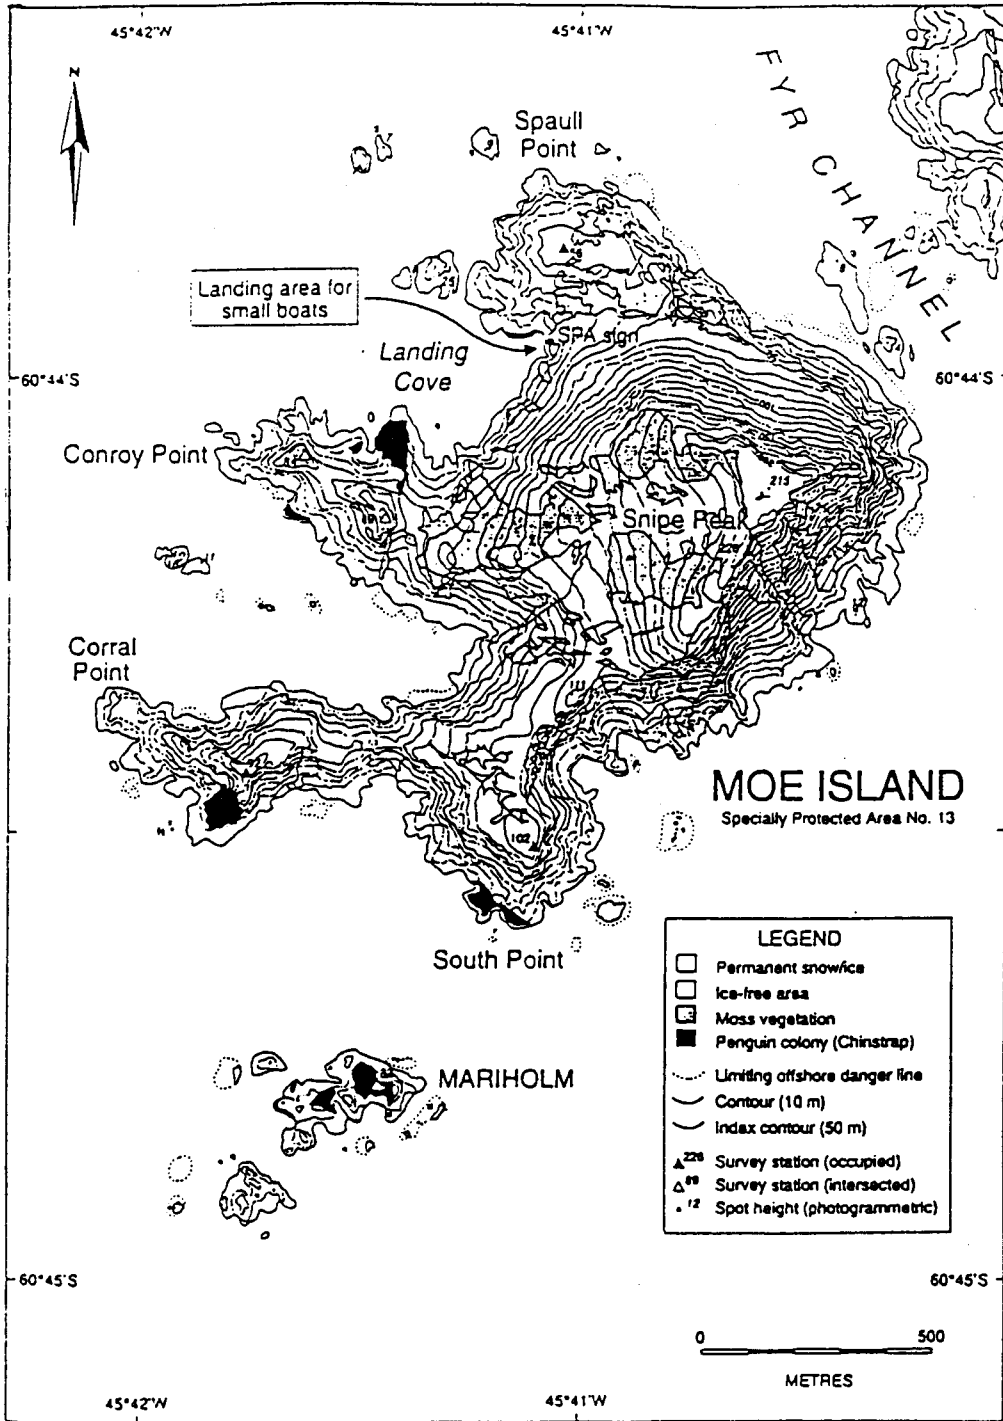 45°42'W
45°41'W
N
FYR CHANNEL
Spaull
Point
Landing area for
small boats
SPA sign
Landing
Cove
60°44'S
60°44'S
Conroy Point
215
Snipe Peak
226
Corral
Point
MOE ISLAND
Specially Protected Area No. 13
102
South Point
LEGEND
Permanent snow/ice
Ice-free area
Moss vegetation
Penguin colony (Chinstrap)
Limiting offshore danger line
Contour (10 m)
Index contour (50 m)
226 Survey station (occupied)
89 Survey station (intersected)
12 Spot height (photogrammetric)
MARIHOLM
60°45'S
60°45'S
0
500
METRES
45°42'W
45°41'W